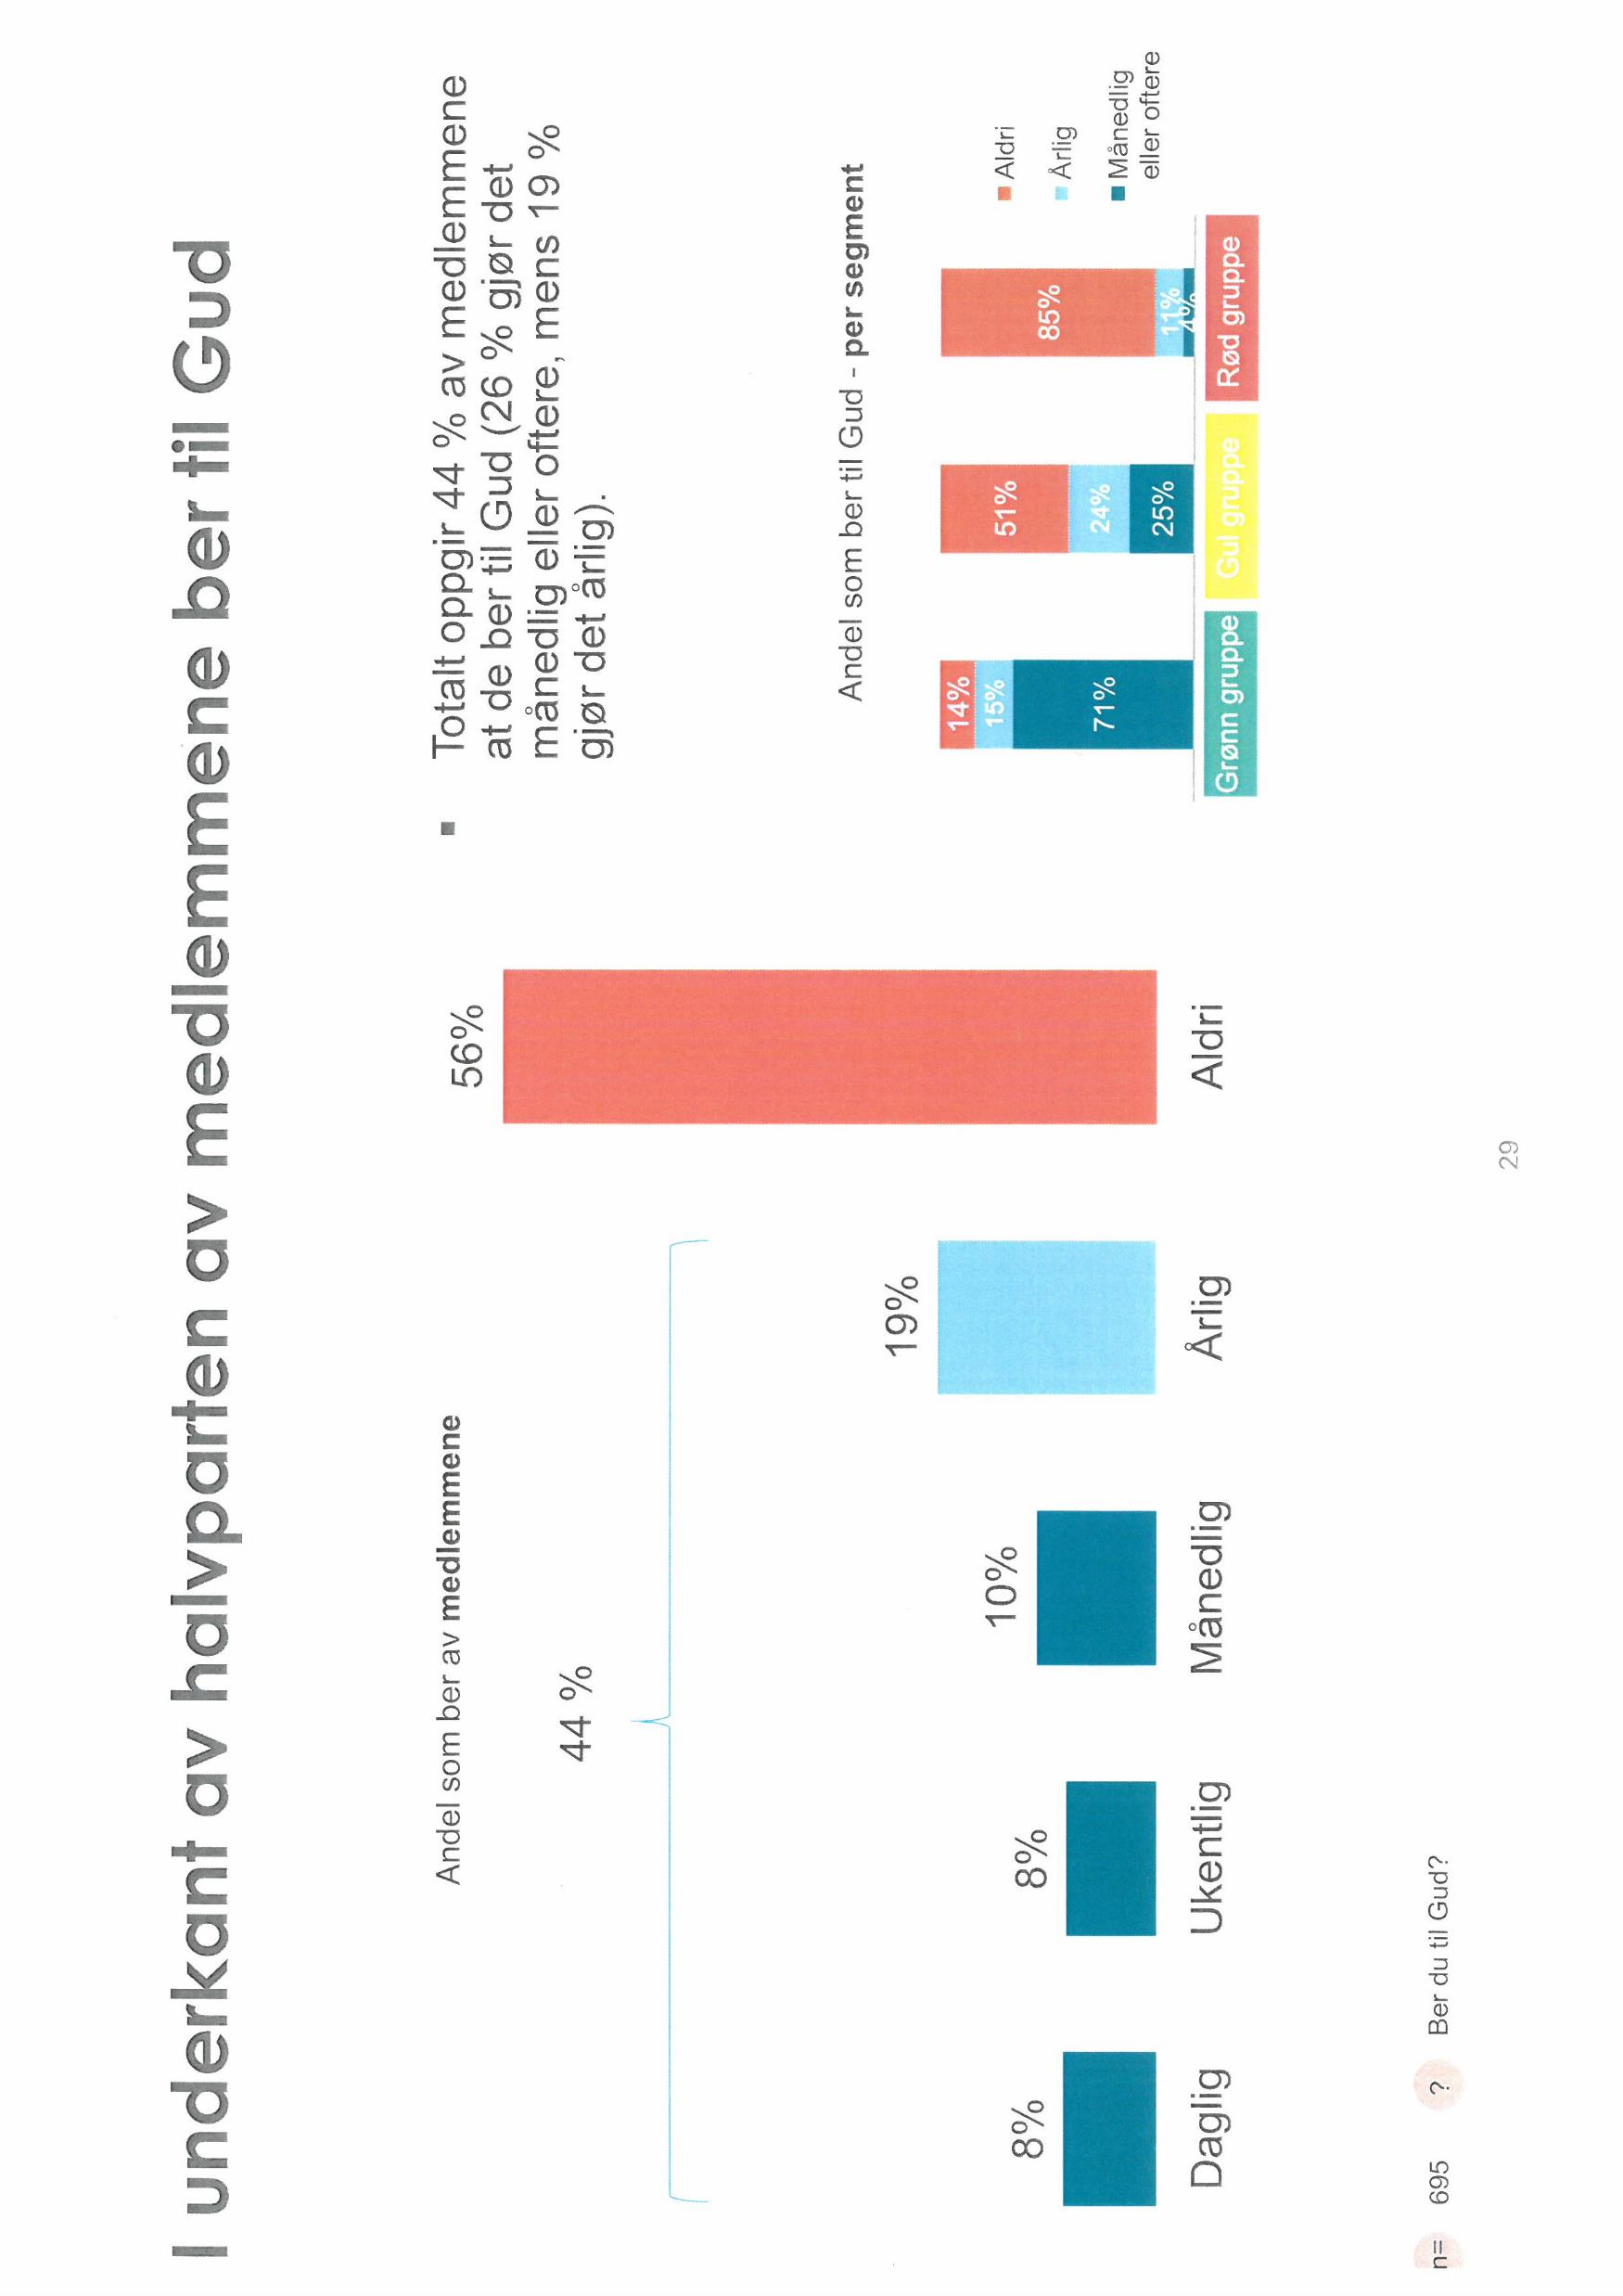 I underkant av halvparten av medlemmene ber til Gud
Andel som ber av medlemmene
44 %
8%
8%
10%
19%
56%
Daglig
Ukentlig
Månedlig
Årlig
Aldri
▪ Totalt oppgir 44 % av medlemmene
at de ber til Gud (26 % gjør det
månedlig eller oftere, mens 19 %
gjør det årlig).
Andel som ber til Gud - per segment
14%
15%
71%
51%
24%
25%
85%
11%
4%
Aldri
Årlig
Månedlig
eller oftere
Grønn gruppe
Gul gruppe
Rød gruppe
n= 695 ? Ber du til Gud?
29